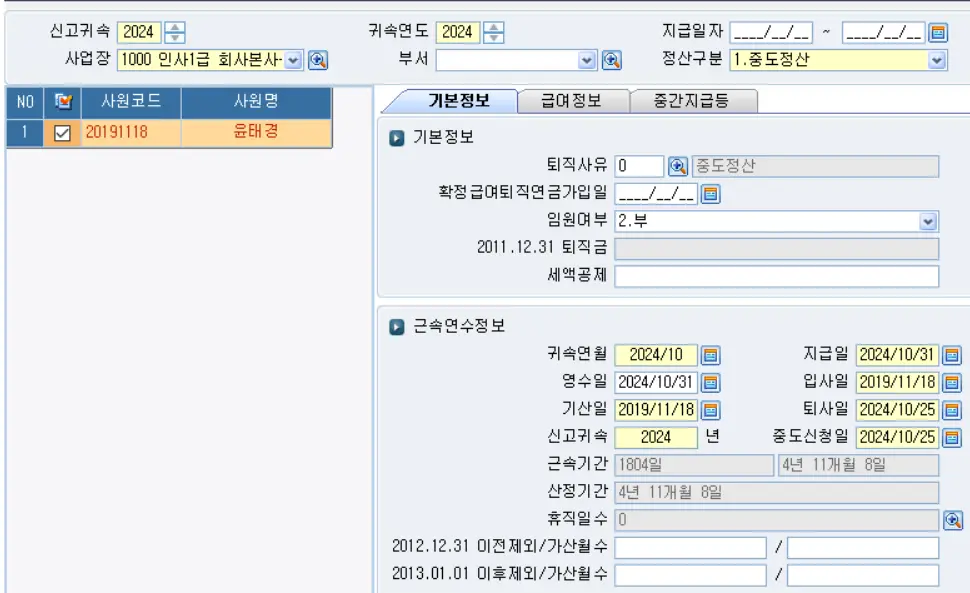 신고귀속 2024 귀속연도 2024 지급일자 ____/__/__ ~ ____/__/__
사업장 1000 인사1급 회사본사- 부서 정산구분 1.중도정산
NO 사원코드 사원명
1 20191118 윤태경
기본정보 급여정보 중간지급등
기본정보
퇴직사유 0 중도정산
확정급여퇴직연금가입일 ____/__/__
임원여부 2.부
2011.12.31 퇴직금
세액공제
근속연수정보
귀속연월 2024/10 지급일 2024/10/31
영수일 2024/10/31 입사일 2019/11/18
기산일 2019/11/18 퇴사일 2024/10/25
신고귀속 2024 년 중도신청일 2024/10/25
근속기간 1804일 4년 11개월 8일
산정기간 4년 11개월 8일
휴직일수 0
2012.12.31 이전제외/가산월수 /
2013.01.01 이후제외/가산월수 /